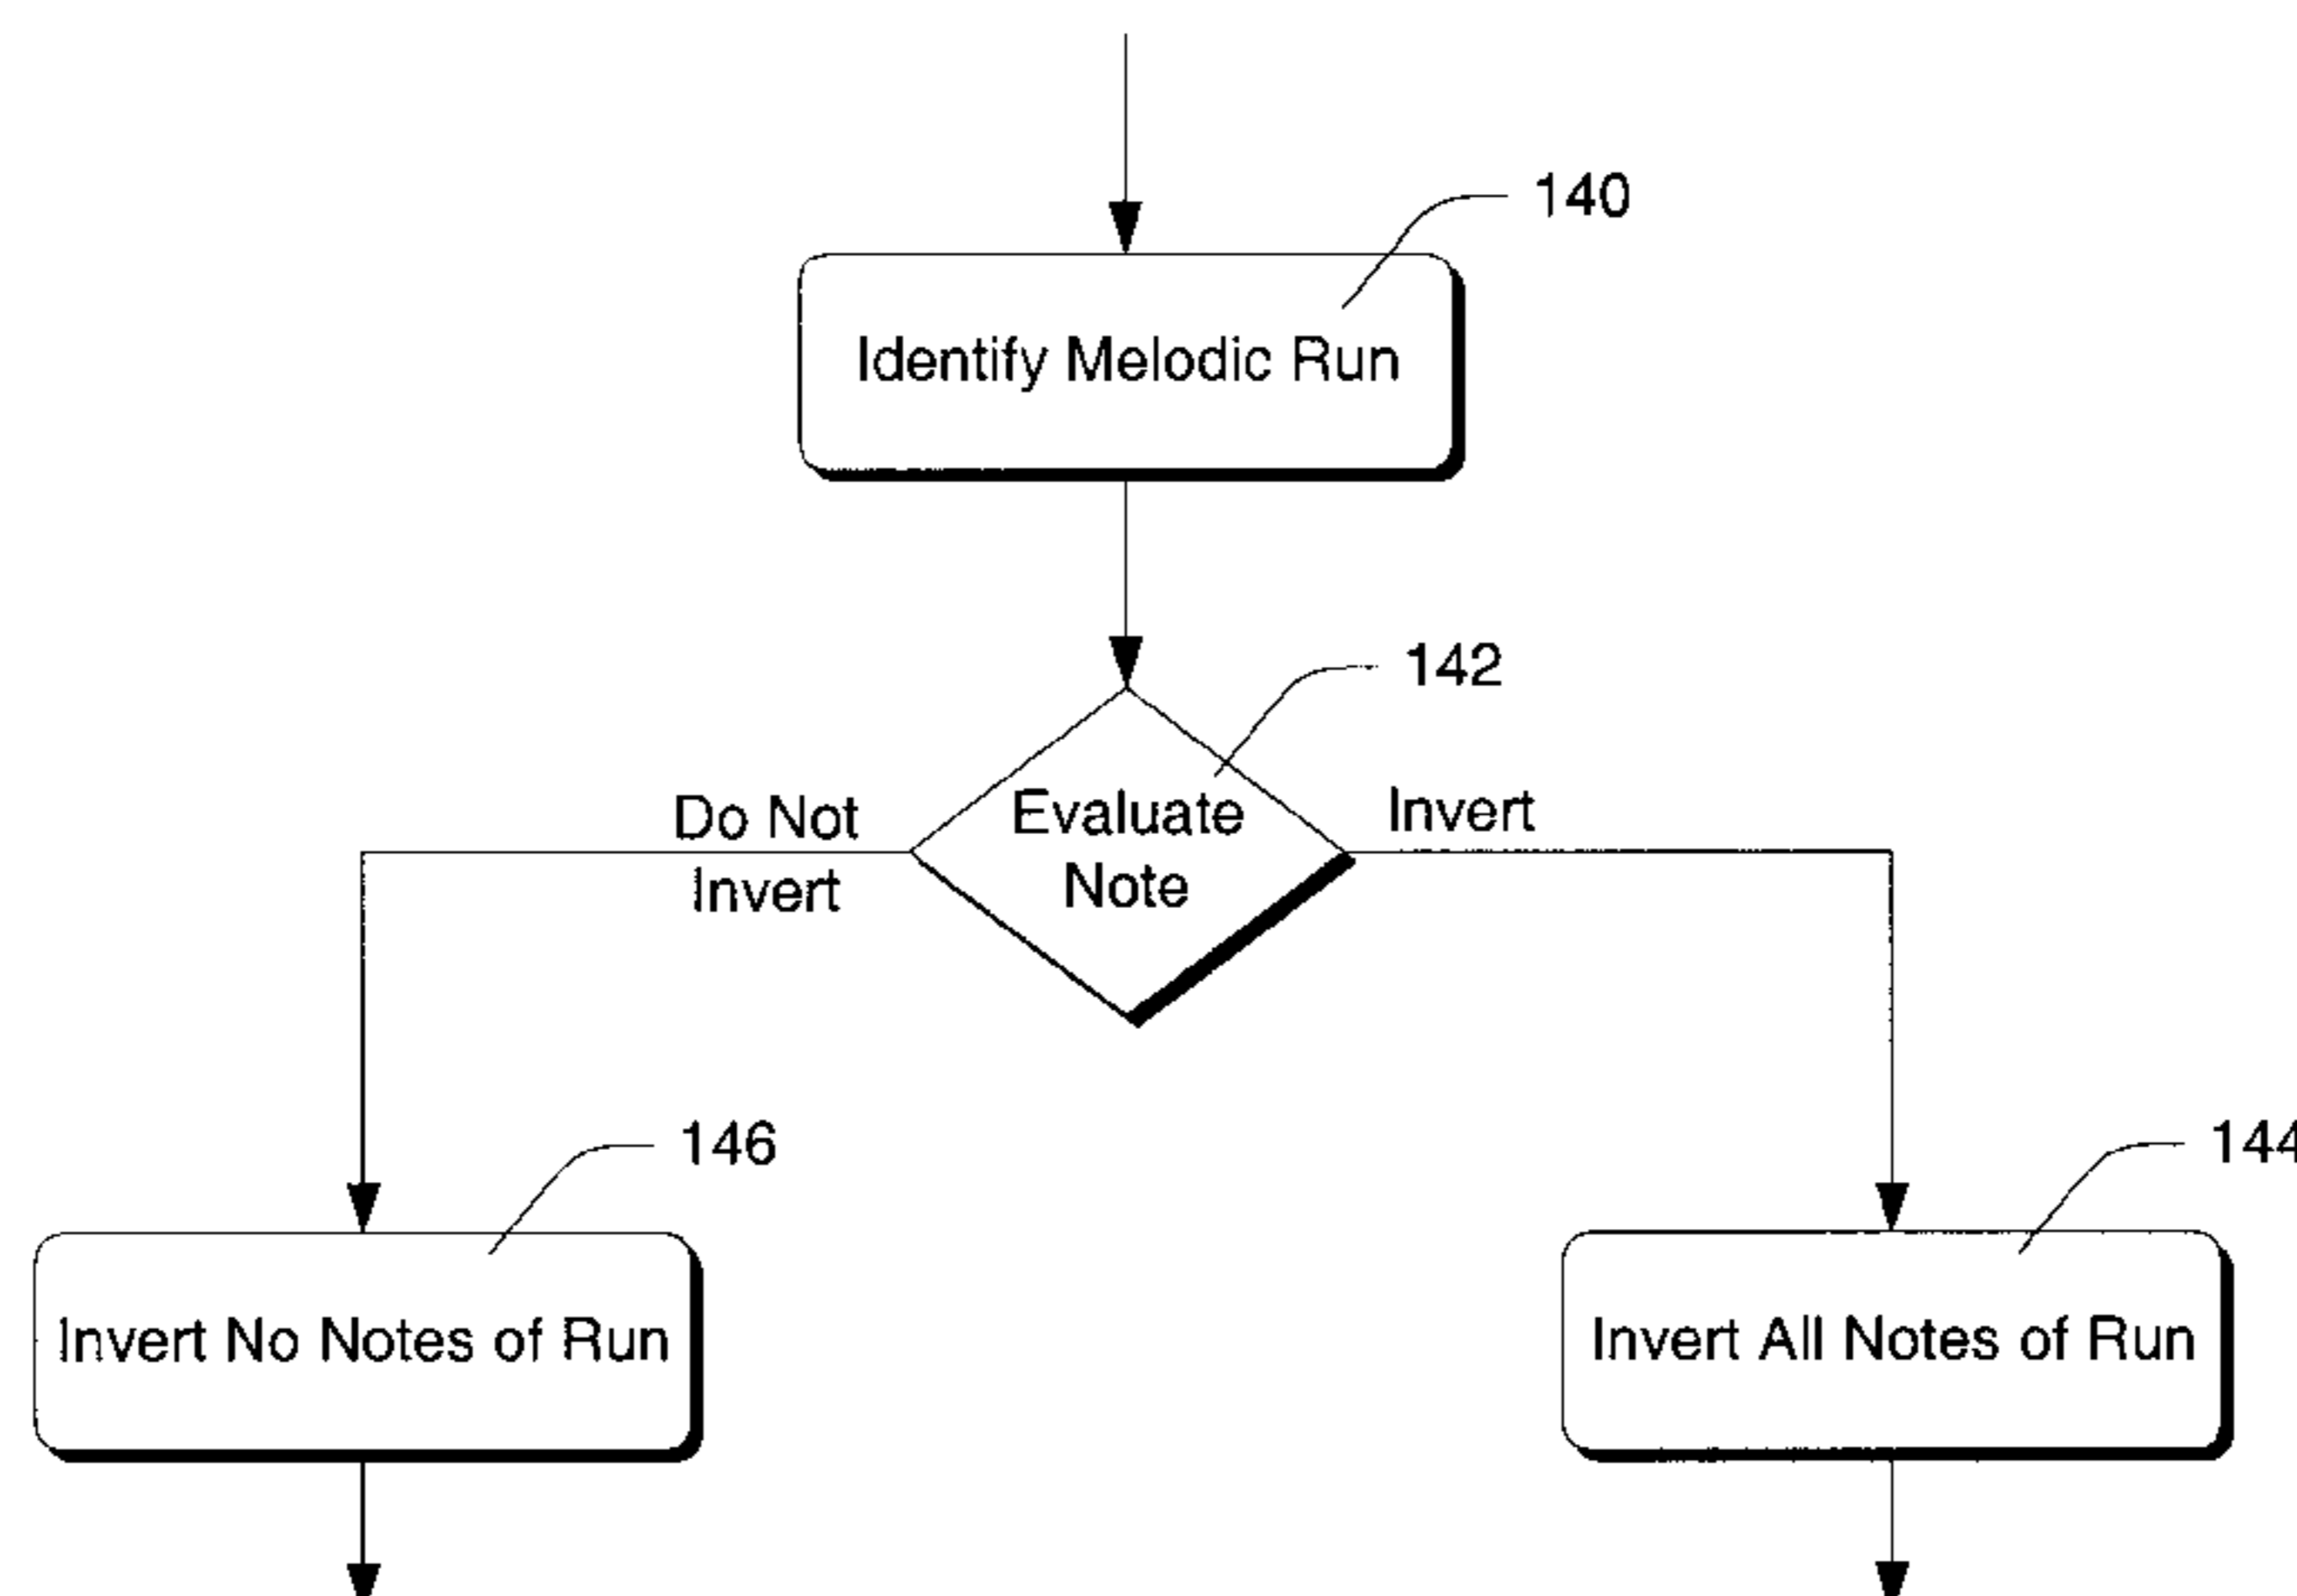 140
Identify Melodic Run
142
Do Not
Invert
Evaluate
Note
Invert
146
144
Invert No Notes of Run
Invert All Notes of Run